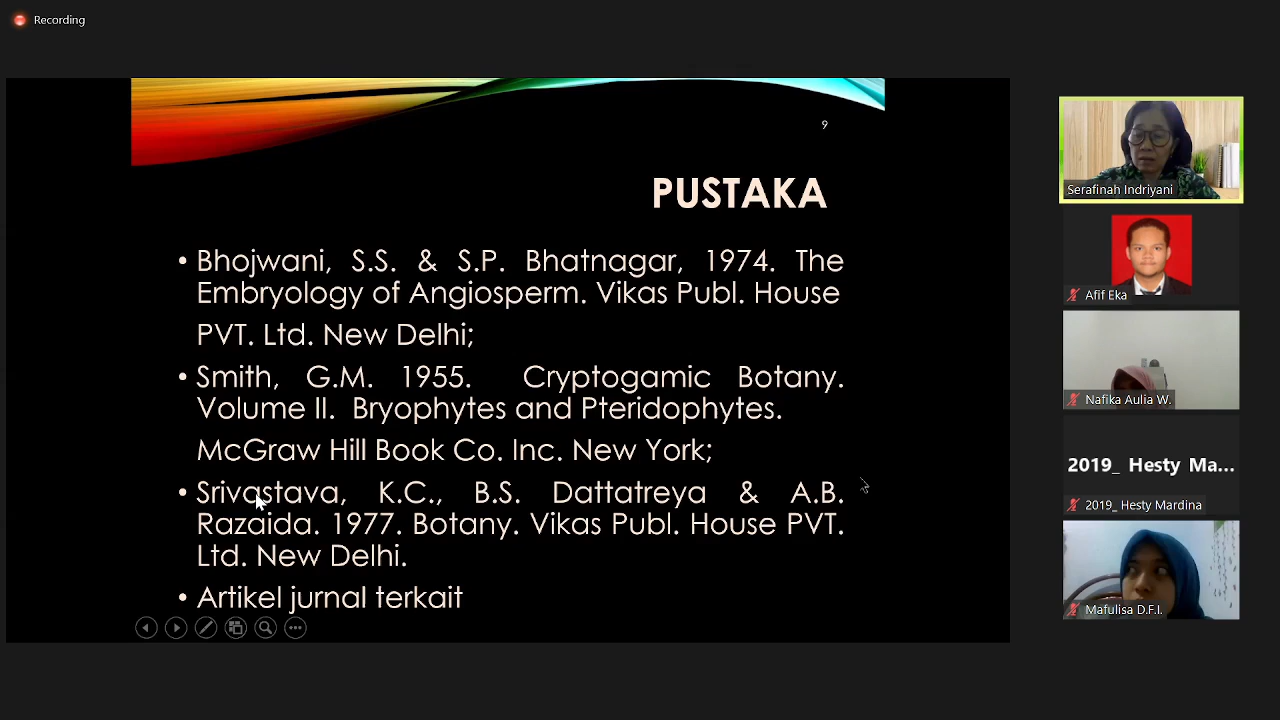 Recording
9
PUSTAKA
• Bhojwani, S.S. & S.P. Bhatnagar, 1974. The
Embryology of Angiosperm. Vikas Publ. House
PVT. Ltd. New Delhi;
• Smith, G.M. 1955. Cryptogamic Botany.
Volume II. Bryophytes and Pteridophytes.
McGraw Hill Book Co. Inc. New York;
• Srivastava, K.C., B.S. Dattatreya & A.B.
Razaida. 1977. Botany. Vikas Publ. House PVT.
Ltd. New Delhi.
• Artikel jurnal terkait
Serafinah Indriyani
Afif Eka
Nafika Aulia W.
2019_ Hesty Ma...
2019_ Hesty Mardina
Mafulisa D.F.I.